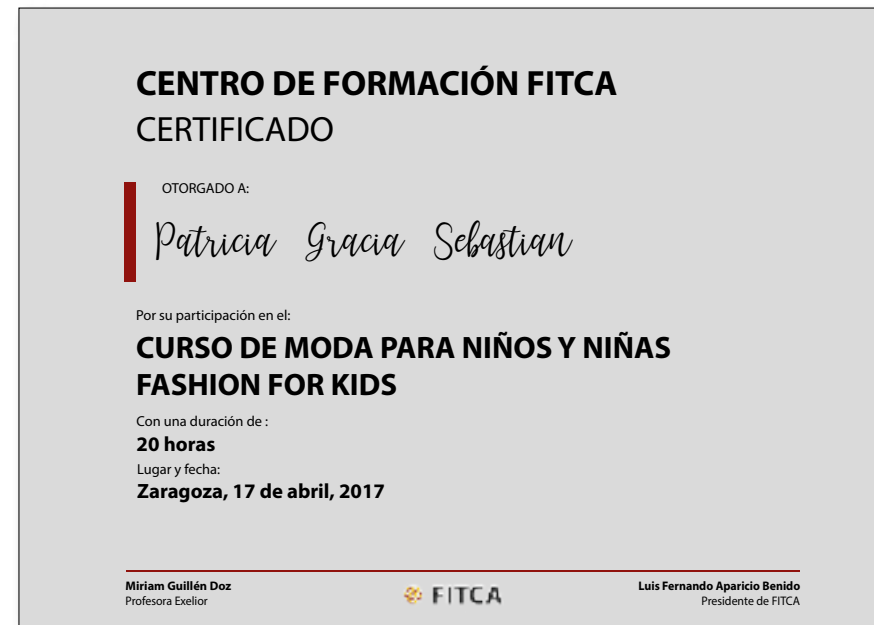 CENTRO DE FORMACIÓN FITCA
CERTIFICADO
OTORGADO A:
Patricia Gracia Sebastian
Por su participación en el:
CURSO DE MODA PARA NIÑOS Y NIÑAS
FASHION FOR KIDS
Con una duración de :
20 horas
Lugar y fecha:
Zaragoza, 17 de abril, 2017
Miriam Guillén Doz
Profesora Exelior
FITCA
Luis Fernando Aparicio Benido
Presidente de FITCA